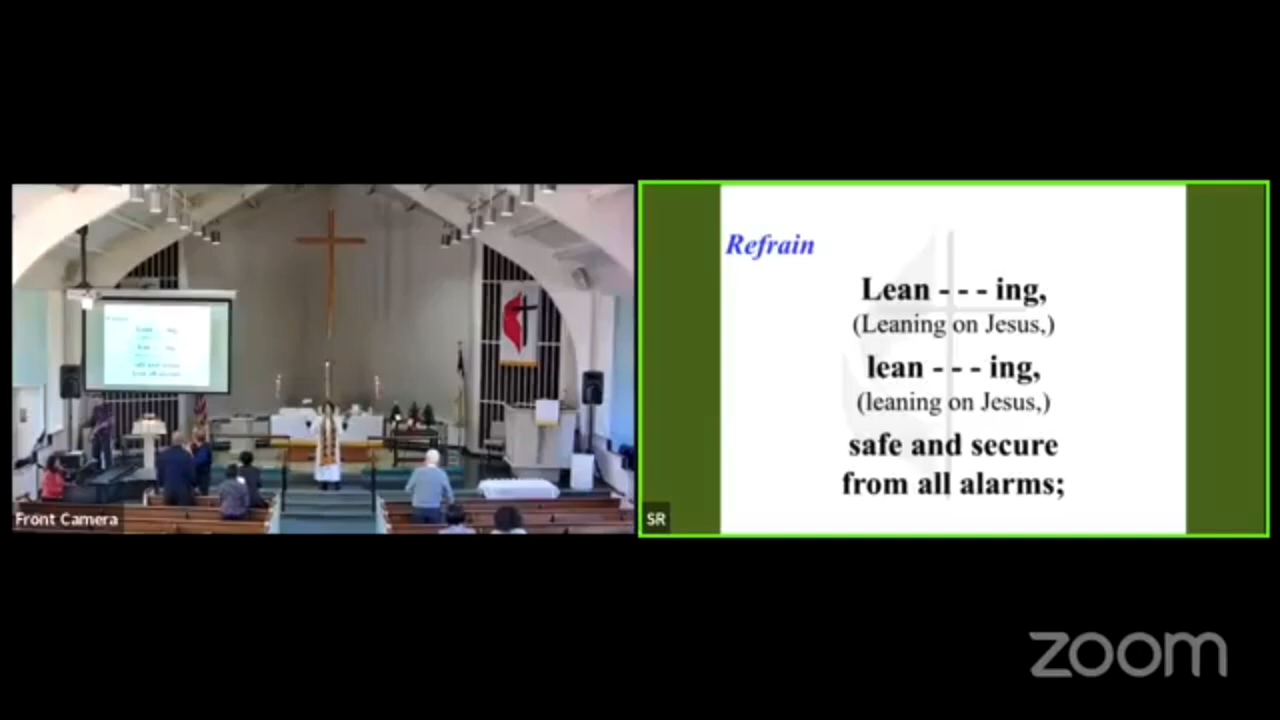 Refrain
Lean - - - ing,
(Leaning on Jesus,)
lean - - - ing,
(leaning on Jesus,)
safe and secure
from all alarms;
Front Camera
SR
zoom